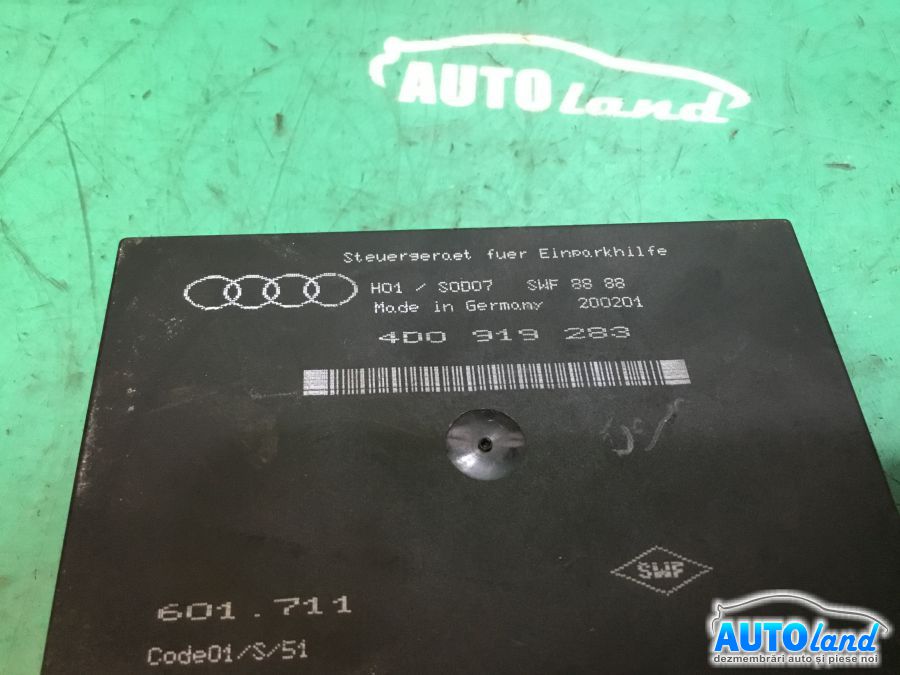 AUTO land
Steuergeraet fuer Einparkhilfe
H01 / S0D07 SWF 88 88
Made in Germany 200201
4D0 919 283
SWF
601.711
Code01/S/51
AUTOland
dezmembrări auto și piese noi